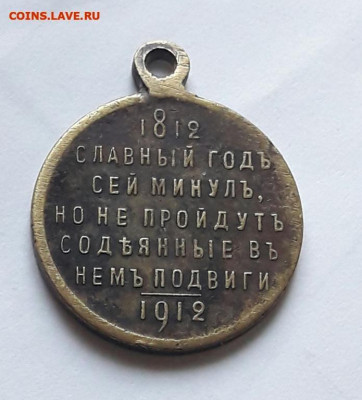 COINS.LAVE.RU
1812
СЛАВНЫЙ ГОДЪ
СЕЙ МИНУЛЪ,
НО НЕ ПРОЙДУТЪ
СОДѢЯННЫЕ ВЪ
НЕМЪ ПОДВИГИ
1912